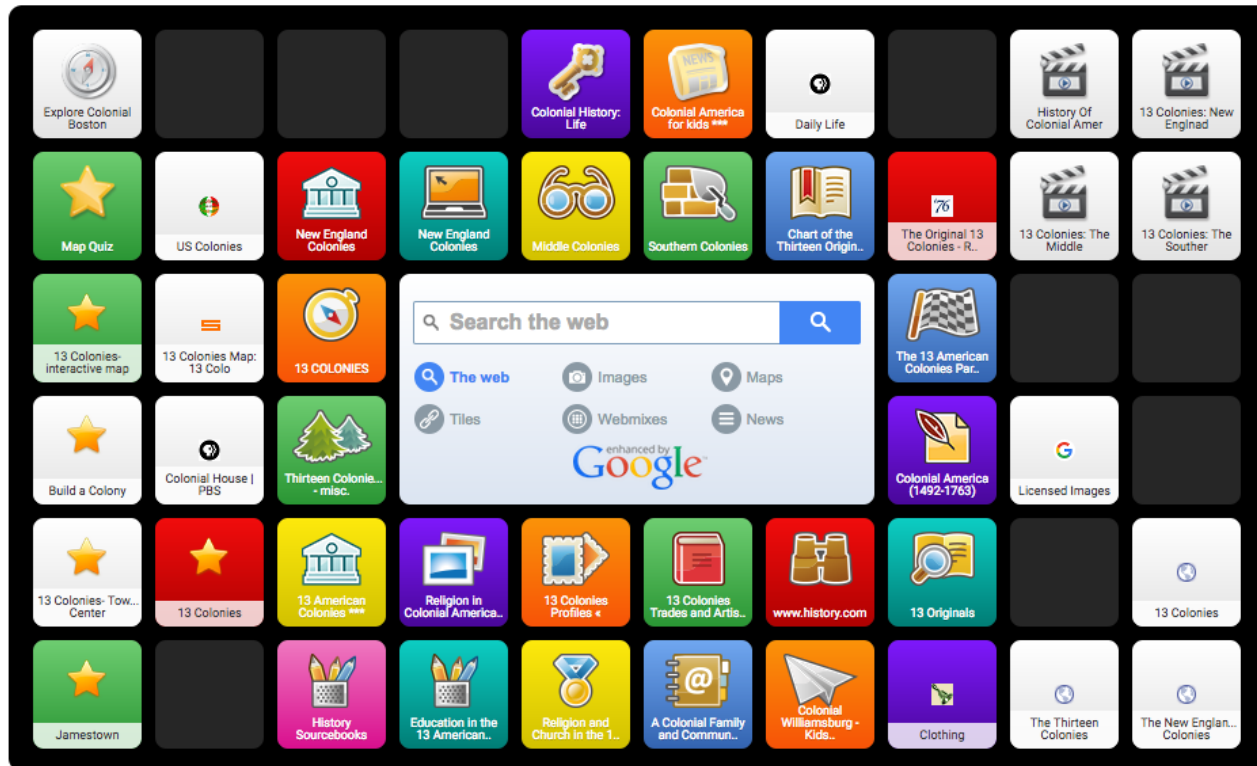 Explore Colonial
Boston
Colonial History:
Life
NEWS
Colonial America
for kids ***
Daily Life
History Of
Colonial Amer
13 Colonies: New
Englnad
Map Quiz
US Colonies
New England
Colonies
New England
Colonies
Middle Colonies
Southern Colonies
Chart of the
Thirteen Origin..
'76
The Original 13
Colonies - R..
13 Colonies: The
Middle
13 Colonies: The
Souther
13 Colonies-
interactive map
13 Colonies Map:
13 Colo
13 COLONIES
Search the web
The web
Images
Maps
Tiles
Webmixes
News
enhanced by
Google
The 13 American
Colonies Par..
Build a Colony
Colonial House |
PBS
Thirteen Colonie...
- misc.
Colonial America
(1492-1763)
G
Licensed Images
13 Colonies- Tow...
Center
13 Colonies
13 American
Colonies ***
Religion in
Colonial America..
13 Colonies
Profiles «
13 Colonies
Trades and Artis..
www.history.com
13 Originals
13 Colonies
Jamestown
History
Sourcebooks
Education in the
13 American..
Religion and
Church in the 1..
@
A Colonial Family
and Commun..
Colonial
Williamsburg -
Kids..
Clothing
The Thirteen
Colonies
The New Englan...
Colonies